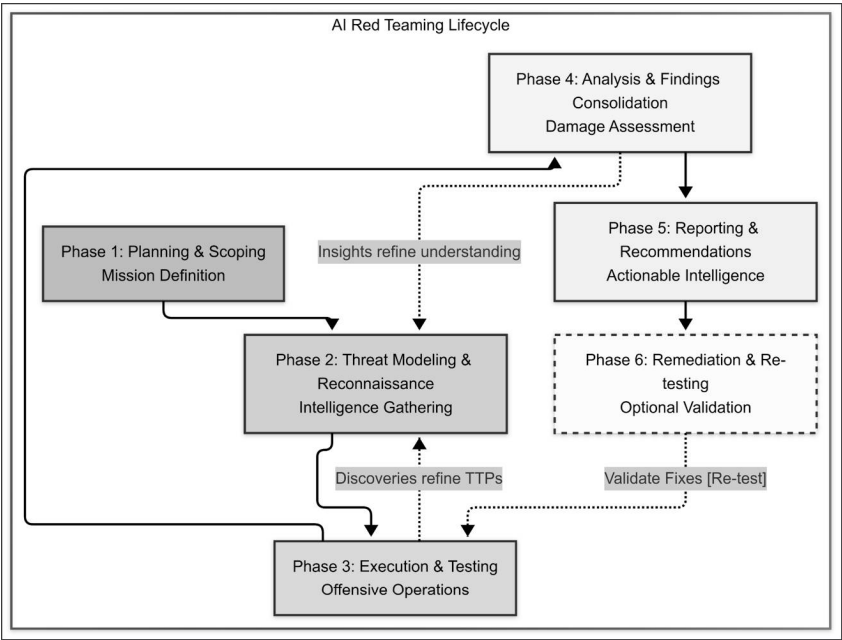 AI Red Teaming Lifecycle
Phase 4: Analysis & Findings
Consolidation
Damage Assessment
Phase 1: Planning & Scoping
Mission Definition
Insights refine understanding
Phase 5: Reporting &
Recommendations
Actionable Intelligence
Phase 2: Threat Modeling &
Reconnaissance
Intelligence Gathering
Phase 6: Remediation & Re-
testing
Optional Validation
Discoveries refine TTPs
Validate Fixes [Re-test]
Phase 3: Execution & Testing
Offensive Operations